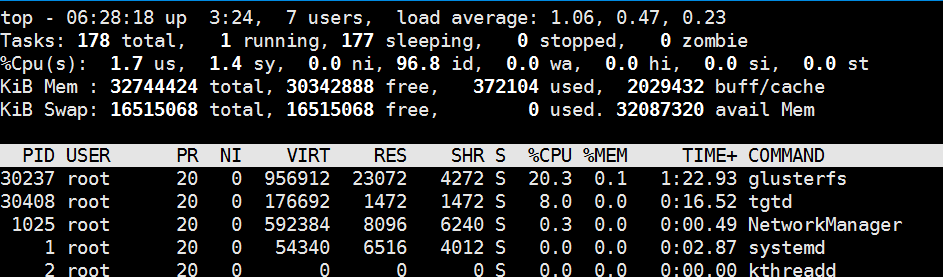 top - 06:28:18 up  3:24,  7 users,  load average: 1.06, 0.47, 0.23
Tasks: 178 total,   1 running, 177 sleeping,   0 stopped,   0 zombie
%Cpu(s):  1.7 us,  1.4 sy,  0.0 ni, 96.8 id,  0.0 wa,  0.0 hi,  0.0 si,  0.0 st
KiB Mem : 32744424 total, 30342888 free,   372104 used,  2029432 buff/cache
KiB Swap: 16515068 total, 16515068 free,        0 used. 32087320 avail Mem
  PID USER      PR  NI    VIRT    RES    SHR S  %CPU %MEM     TIME+ COMMAND
30237 root      20   0  956912  23072   4272 S  20.3  0.1   1:22.93 glusterfs
30408 root      20   0  176692   1472   1472 S   8.0  0.0   0:16.52 tgtd
 1025 root      20   0  592384   8096   6240 S   0.3  0.0   0:00.49 NetworkManager
    1 root      20   0   54340   6516   4012 S   0.0  0.0   0:02.87 systemd
    2 root      20   0       0      0      0 S   0.0  0.0   0:00.00 kthreadd